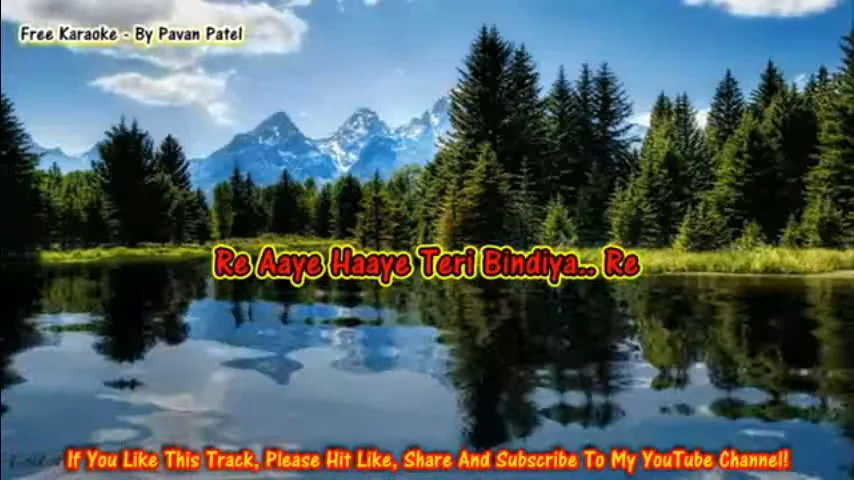 Free Karaoke - By Pavan Patel
Re Aaye Haaye Teri Bindiya.. Re
If You Like This Track, Please Hit Like, Share And Subscribe To My YouTube Channel!